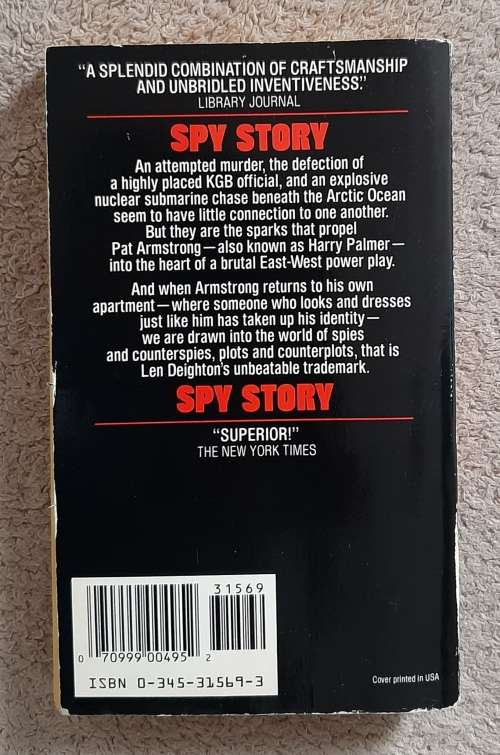 "A SPLENDID COMBINATION OF CRAFTSMANSHIP
AND UNBRIDLED INVENTIVENESS."
LIBRARY JOURNAL
SPY STORY
An attempted murder, the defection of
a highly placed KGB official, and an explosive
nuclear submarine chase beneath the Arctic Ocean
seem to have little connection to one another.
But they are the sparks that propel
Pat Armstrong—also known as Harry Palmer—
into the heart of a brutal East-West power play.
And when Armstrong returns to his own
apartment—where someone who looks and dresses
just like him has taken up his identity—
we are drawn into the world of spies
and counterspies, plots and counterplots, that is
Len Deighton's unbeatable trademark.
SPY STORY
"SUPERIOR!"
THE NEW YORK TIMES
31569
0 70999 00495 2
ISBN 0-345-31569-3
Cover printed in USA